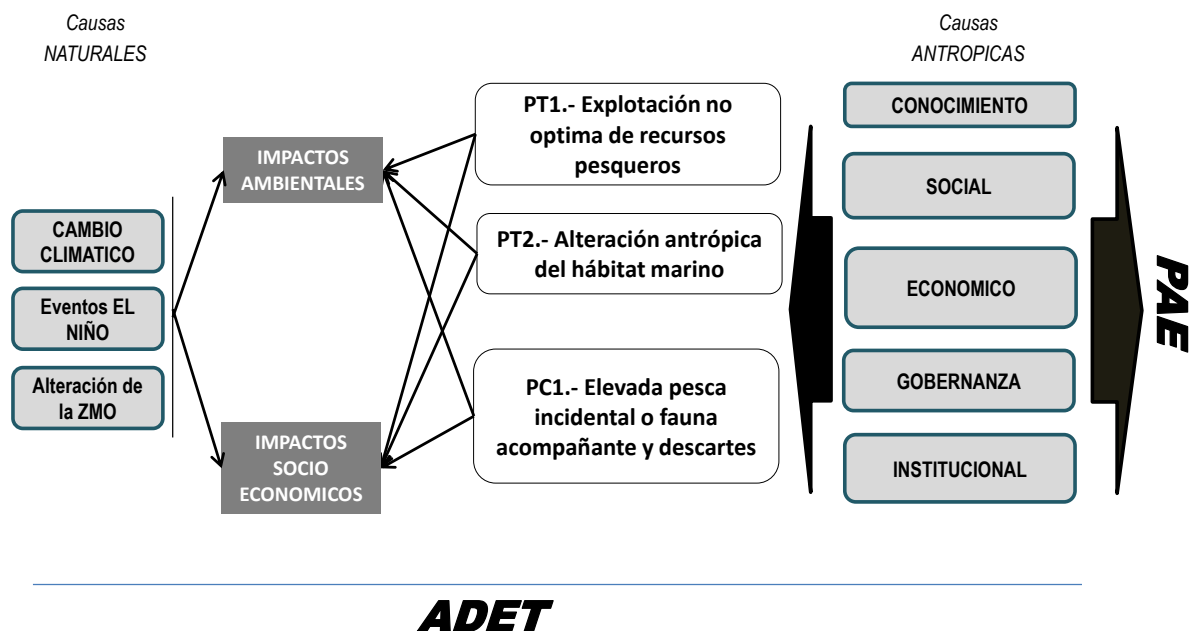 Causas
NATURALES
CAMBIO
CLIMATICO
Eventos EL
NIÑO
Alteración de
la ZMO
IMPACTOS
AMBIENTALES
IMPACTOS
SOCIO
ECONOMICOS
PT1.- Explotación no
optima de recursos
pesqueros
PT2.- Alteración antrópica
del hábitat marino
PC1.- Elevada pesca
incidental o fauna
acompañante y descartes
Causas
ANTROPICAS
CONOCIMIENTO
SOCIAL
ECONOMICO
GOBERNANZA
INSTITUCIONAL
PAE
ADET